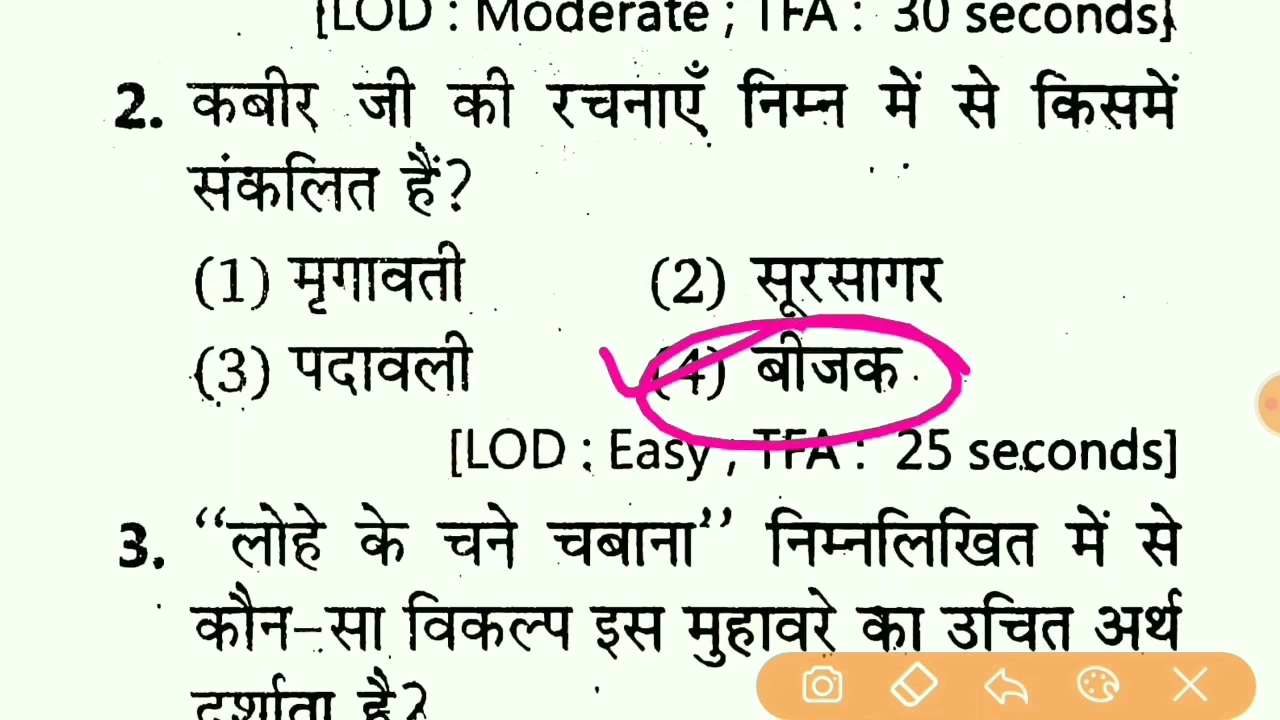 [LOD : Moderate ; TFA : 30 seconds]
2. कबीर जी की रचनाएँ निम्न में से किसमें
संकलित हैं?
(1) मृगावती (2) सूरसागर
(3) पदावली (4) बीजक
[LOD : Easy ; TFA : 25 seconds]
3. “लोहे के चने चबाना” निम्नलिखित में से
कौन-सा विकल्प इस मुहावरे का उचित अर्थ
दर्शाता है?